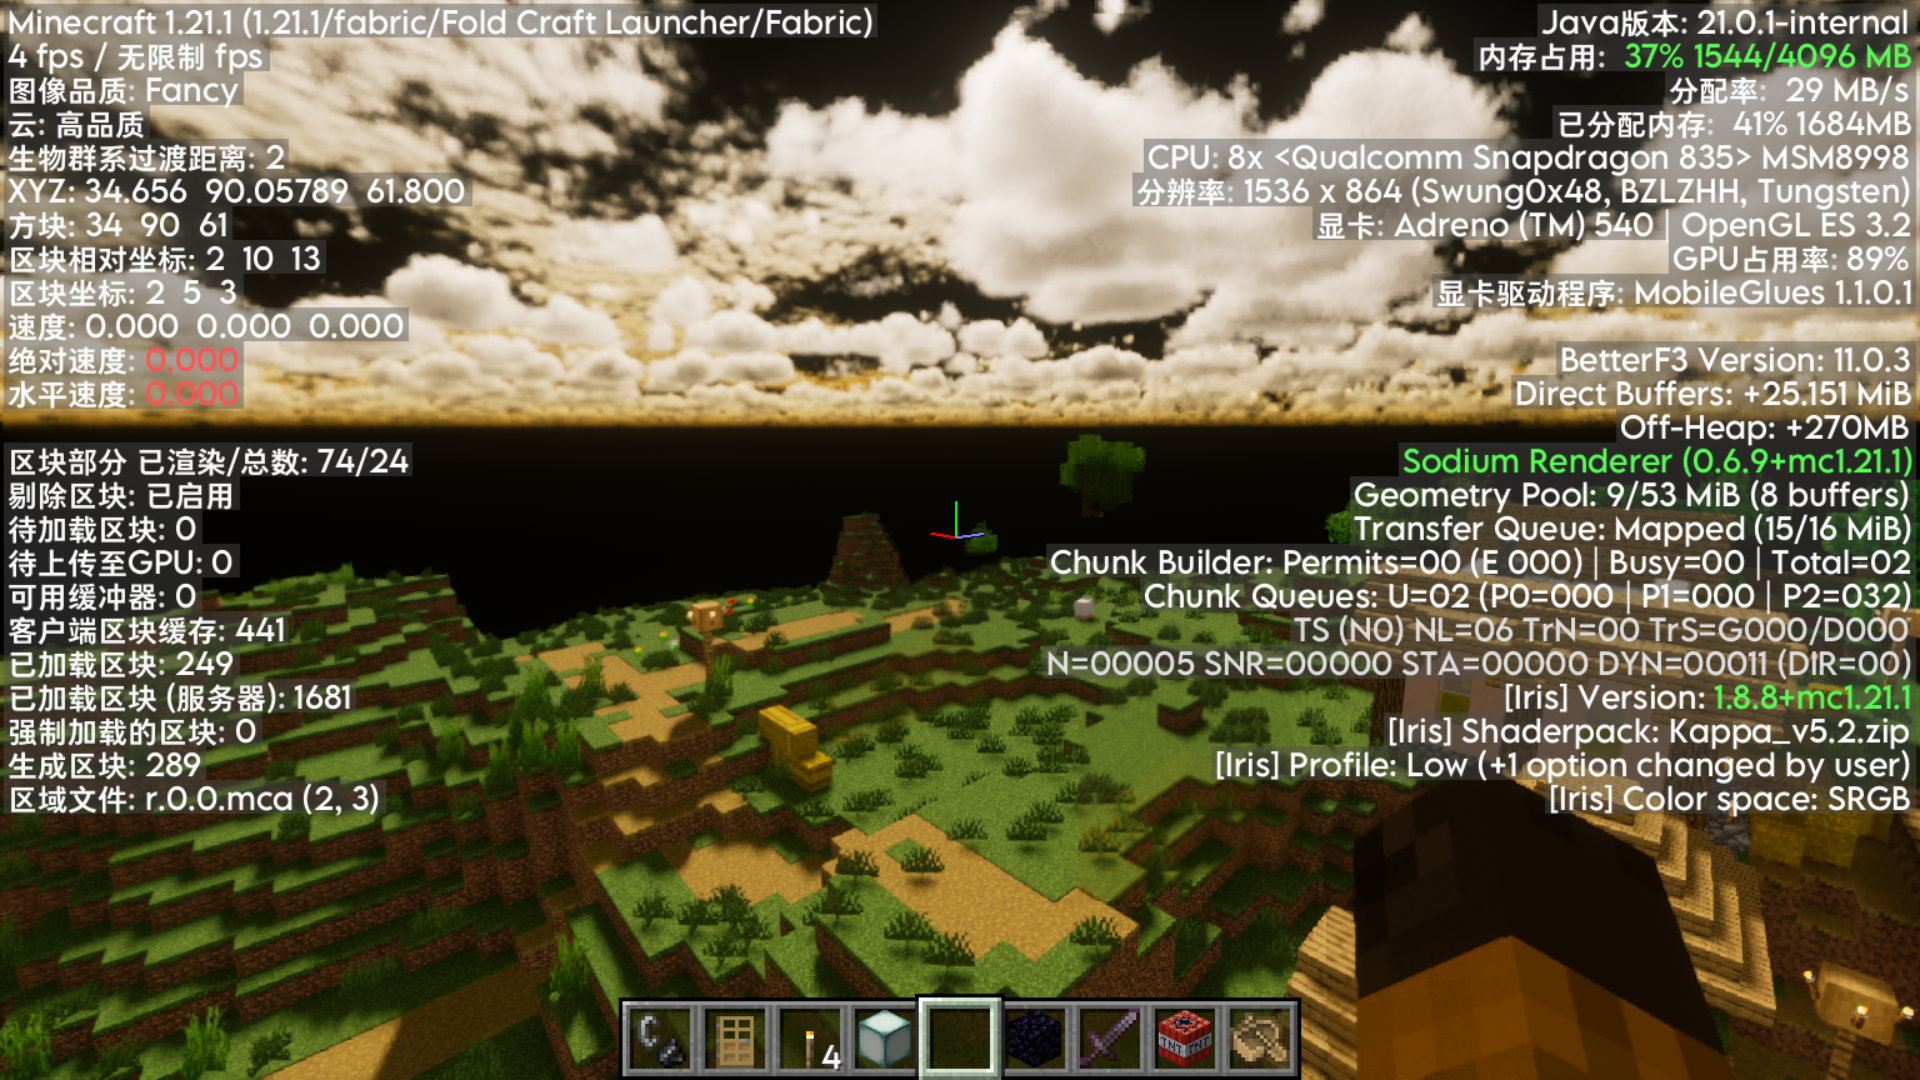 Minecraft 1.21.1 (1.21.1/fabric/Fold Craft Launcher/Fabric)
4 fps / 无限制 fps
图像品质: Fancy
云: 高品质
生物群系过渡距离: 2
XYZ: 34.656 90.05789 61.800
方块: 34 90 61
区块相对坐标: 2 10 13
区块坐标: 2 5 3
速度: 0.000 0.000 0.000
绝对速度: 0.000
水平速度: 0.000
区块部分 已渲染/总数: 74/24
剔除区块: 已启用
待加载区块: 0
待上传至GPU: 0
可用缓冲器: 0
客户端区块缓存: 441
已加载区块: 249
已加载区块 (服务器): 1681
强制加载的区块: 0
生成区块: 289
区域文件: r.0.0.mca (2, 3)
Java版本: 21.0.1-internal
内存占用: 37% 1544/4096 MB
分配率: 29 MB/s
已分配内存: 41% 1684MB
CPU: 8x <Qualcomm Snapdragon 835> MSM8998
分辨率: 1536 x 864 (Swung0x48, BZLZHH, Tungsten)
显卡: Adreno (TM) 540 | OpenGL ES 3.2
GPU占用率: 89%
显卡驱动程序: MobileGlues 1.1.0.1
BetterF3 Version: 11.0.3
Direct Buffers: +25.151 MiB
Off-Heap: +270MB
Sodium Renderer (0.6.9+mc1.21.1)
Geometry Pool: 9/53 MiB (8 buffers)
Transfer Queue: Mapped (15/16 MiB)
Chunk Builder: Permits=00 (E 000) | Busy=00 | Total=02
Chunk Queues: U=02 (P0=000 | P1=000 | P2=032)
TS (N0) NL=06 TrN=00 TrS=G000/D000
N=00005 SNR=00000 STA=00000 DYN=00011 (DIR=00)
[Iris] Version: 1.8.8+mc1.21.1
[Iris] Shaderpack: Kappa_v5.2.zip
[Iris] Profile: Low (+1 option changed by user)
[Iris] Color space: SRGB
4
TNT TNT